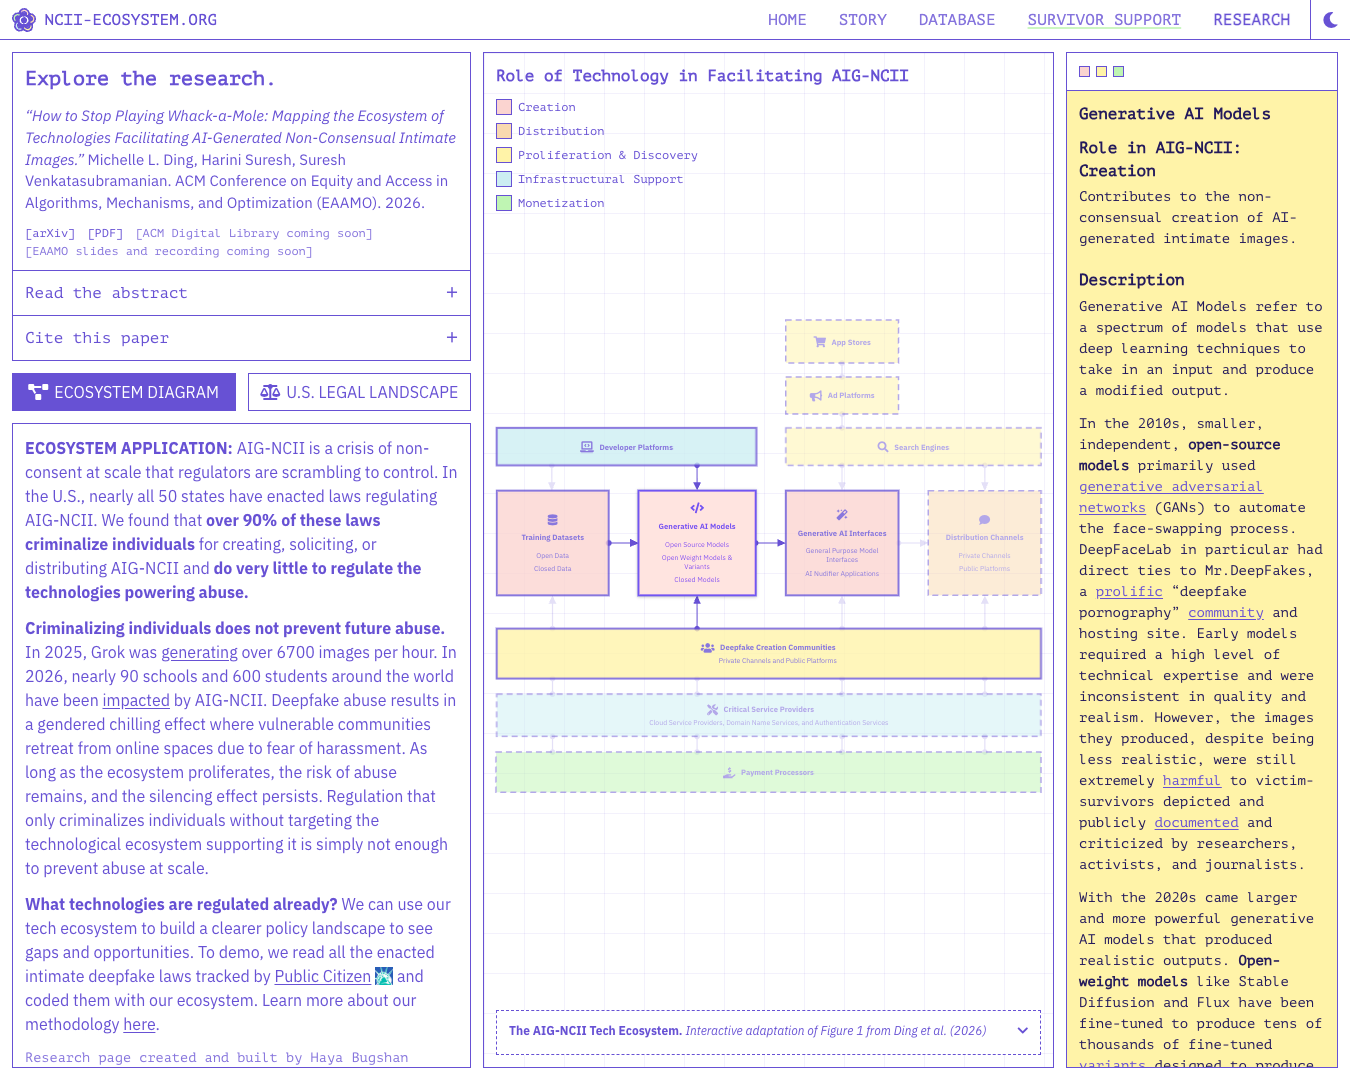 NCII-ECOSYSTEM.ORG
HOME STORY DATABASE SURVIVOR SUPPORT RESEARCH
Explore the research.
“How to Stop Playing Whack-a-Mole: Mapping the Ecosystem of
Technologies Facilitating AI-Generated Non-Consensual Intimate
Images.” Michelle L. Ding, Harini Suresh, Suresh
Venkatasubramanian. ACM Conference on Equity and Access in
Algorithms, Mechanisms, and Optimization (EAAMO). 2026.
[arXiv] [PDF] [ACM Digital Library coming soon]
[EAAMO slides and recording coming soon]
Read the abstract +
Cite this paper +
ECOSYSTEM DIAGRAM
U.S. LEGAL LANDSCAPE
ECOSYSTEM APPLICATION: AIG-NCII is a crisis of non-
consent at scale that regulators are scrambling to control. In
the U.S., nearly all 50 states have enacted laws regulating
AIG-NCII. We found that over 90% of these laws
criminalize individuals for creating, soliciting, or
distributing AIG-NCII and do very little to regulate the
technologies powering abuse.
Criminalizing individuals does not prevent future abuse.
In 2025, Grok was generating over 6700 images per hour. In
2026, nearly 90 schools and 600 students around the world
have been impacted by AIG-NCII. Deepfake abuse results in
a gendered chilling effect where vulnerable communities
retreat from online spaces due to fear of harassment. As
long as the ecosystem proliferates, the risk of abuse
remains, and the silencing effect persists. Regulation that
only criminalizes individuals without targeting the
technological ecosystem supporting it is simply not enough
to prevent abuse at scale.
What technologies are regulated already? We can use our
tech ecosystem to build a clearer policy landscape to see
gaps and opportunities. To demo, we read all the enacted
intimate deepfake laws tracked by Public Citizen and
coded them with our ecosystem. Learn more about our
methodology here.
Research page created and built by Haya Bugshan
Role of Technology in Facilitating AIG-NCII
Creation
Distribution
Proliferation & Discovery
Infrastructural Support
Monetization
App Stores
Ad Platforms
Developer Platforms
Search Engines
Training Datasets
Open Data
Closed Data
Generative AI Models
Open Source Models
Open Weight Models &
Variants
Closed Models
Generative AI Interfaces
General Purpose Model
Interfaces
AI Nudifier Applications
Distribution Channels
Private Channels
Public Platforms
Deepfake Creation Communities
Private Channels and Public Platforms
Critical Service Providers
Cloud Service Providers, Domain Name Services, and Authentication Services
Payment Processors
The AIG-NCII Tech Ecosystem. Interactive adaptation of Figure 1 from Ding et al. (2026)
Generative AI Models
Role in AIG-NCII:
Creation
Contributes to the non-
consensual creation of AI-
generated intimate images.
Description
Generative AI Models refer to
a spectrum of models that use
deep learning techniques to
take in an input and produce
a modified output.
In the 2010s, smaller,
independent, open-source
models primarily used
generative adversarial
networks (GANs) to automate
the face-swapping process.
DeepFaceLab in particular had
direct ties to Mr.DeepFakes,
a prolific “deepfake
pornography” community and
hosting site. Early models
required a high level of
technical expertise and were
inconsistent in quality and
realism. However, the images
they produced, despite being
less realistic, were still
extremely harmful to victim-
survivors depicted and
publicly documented and
criticized by researchers,
activists, and journalists.
With the 2020s came larger
and more powerful generative
AI models that produced
realistic outputs. Open-
weight models like Stable
Diffusion and Flux have been
fine-tuned to produce tens of
thousands of fine-tuned
variants designed to produce